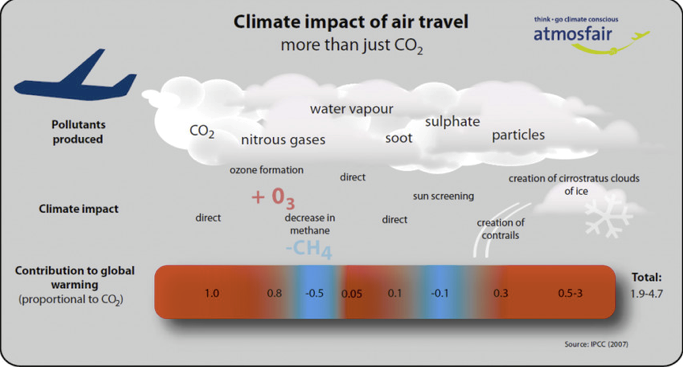 Climate impact of air travel
more than just CO₂
think · go climate conscious
atmosfair
Pollutants
produced
CO₂
water vapour
nitrous gases
soot
sulphate
particles
Climate impact
direct
ozone formation
+ O₃
decrease in
methane
-CH₄
direct
direct
sun screening
creation of
contrails
creation of cirrostratus clouds
of ice
Contribution to global
warming
(proportional to CO₂)
1.0 0.8 -0.5 0.05 0.1 -0.1 0.3 0.5-3
Total:
1.9-4.7
Source: IPCC (2007)